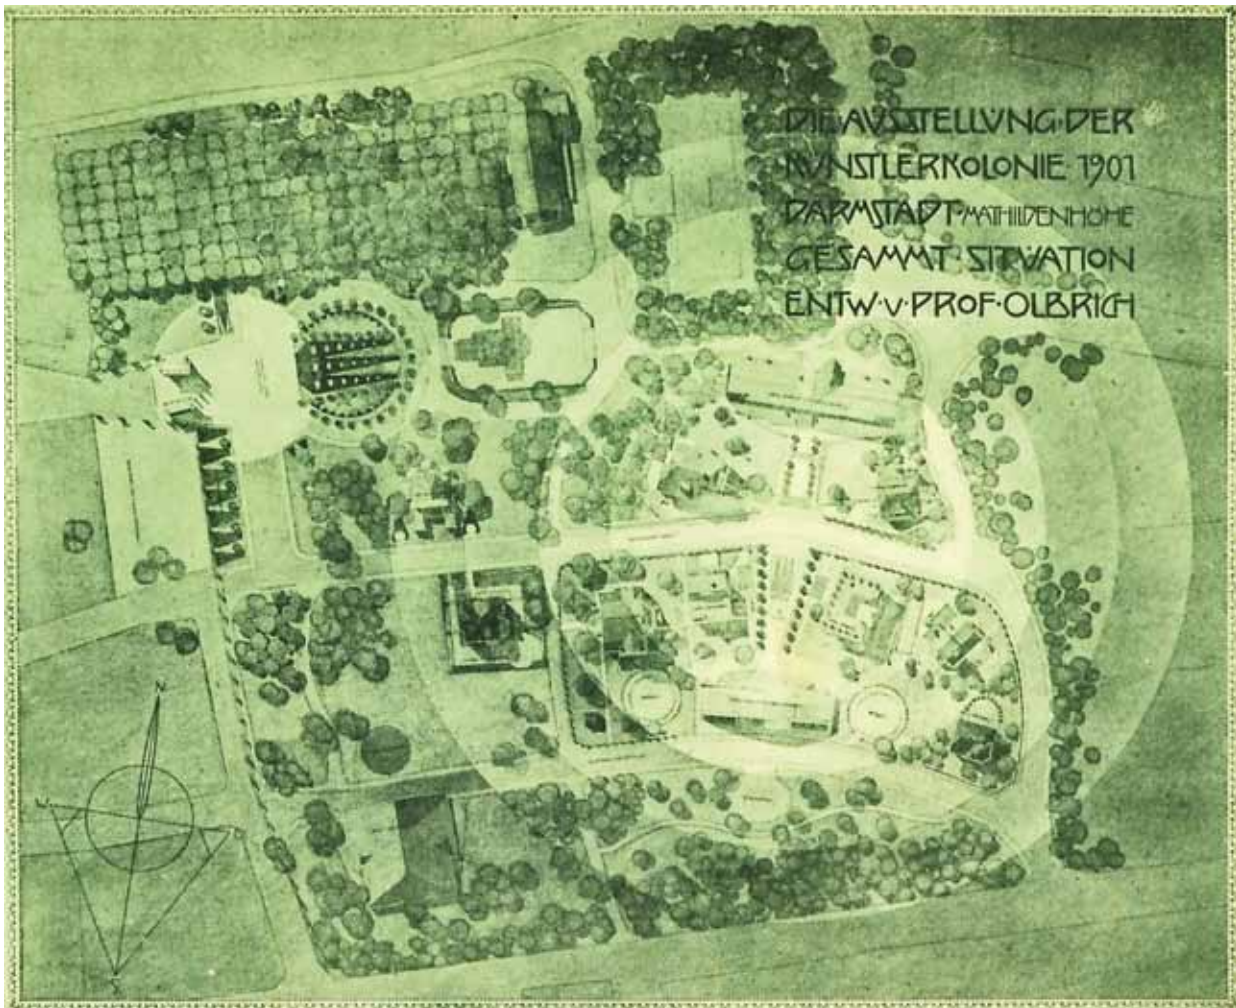 DIE AVSSTELLVNG·DER
KVNSTLERKOLONIE 1901
DARMSTADT·MATHILDENHÖHE
GESAMMT·SITVATION
ENTW·V·PROF·OLBRICH
N